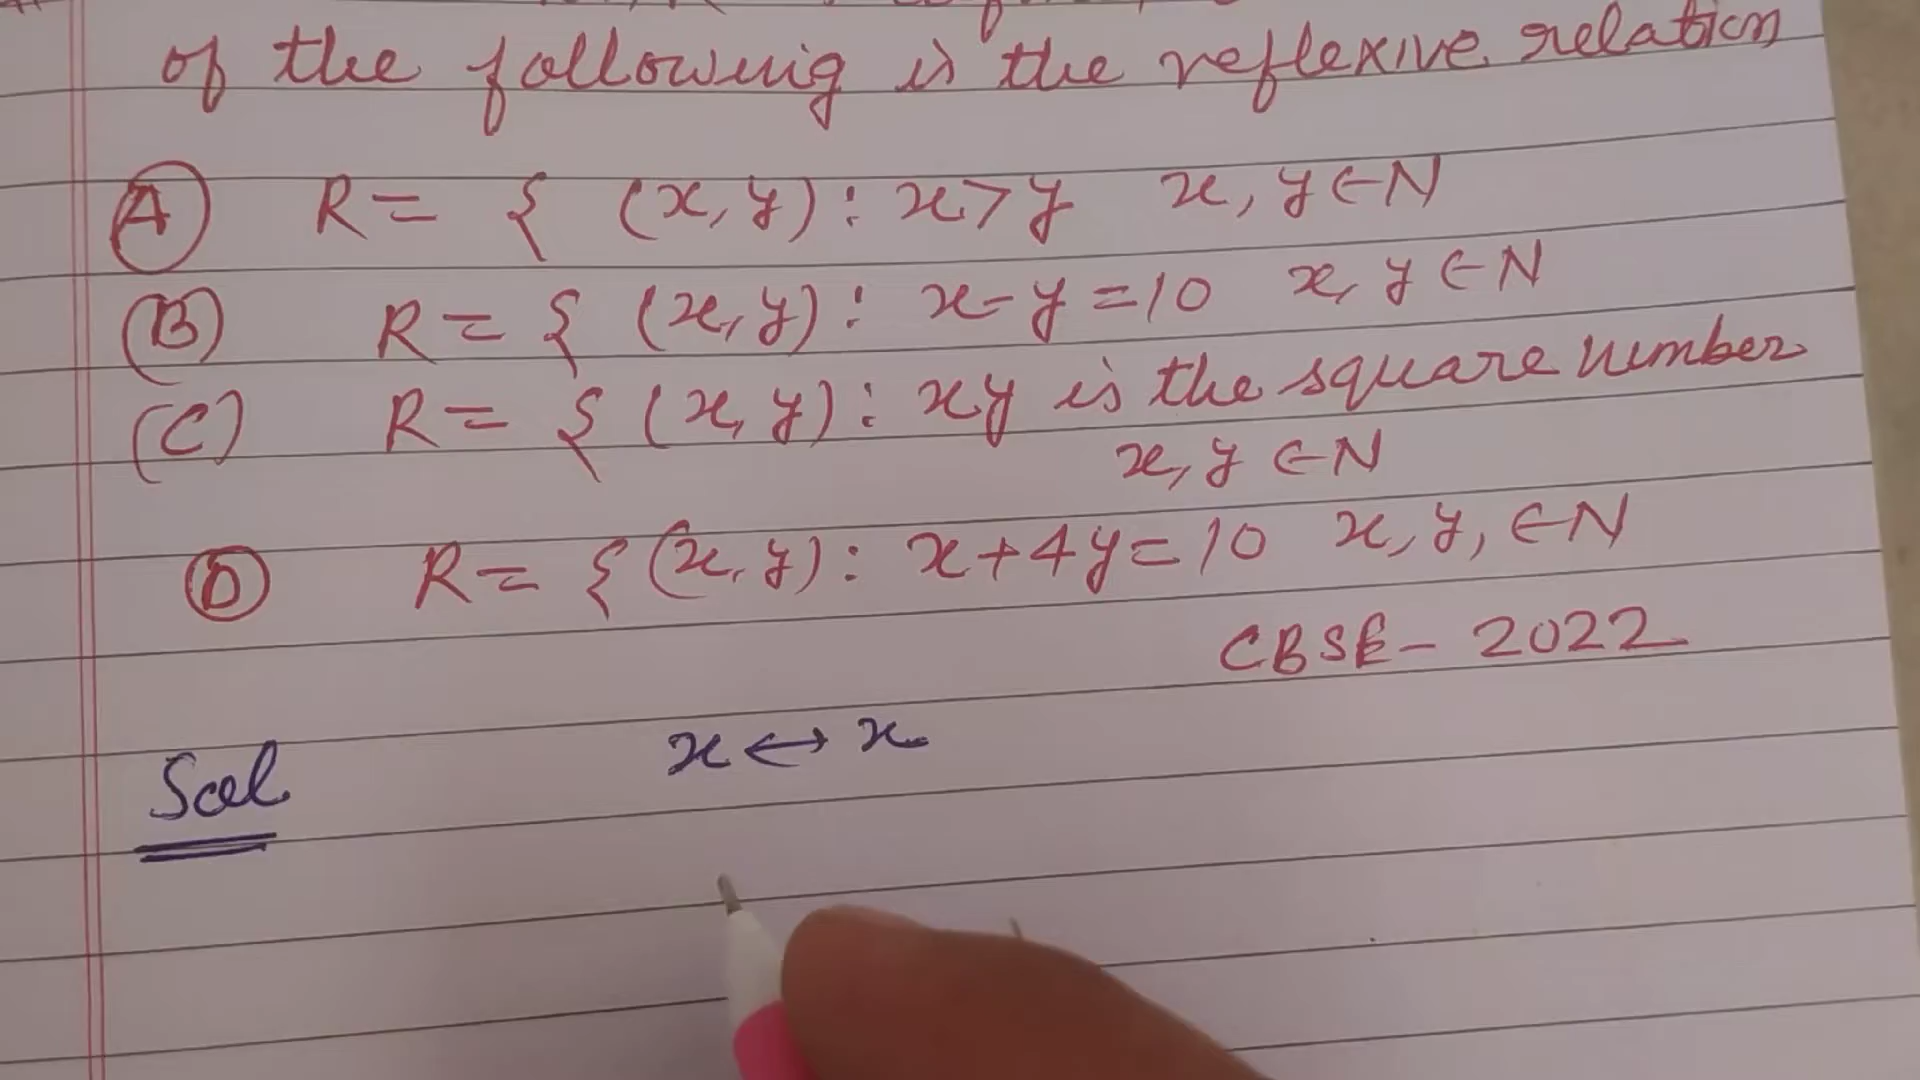 of the following is the reflexive relation
(A) R = { (x, y) : x > y x, y ∈ N
(B) R = { (x, y) : x - y = 10 x, y ∈ N
(C) R = { (x, y) : xy is the square number
x, y ∈ N
(D) R = { (x, y) : x + 4y = 10 x, y, ∈ N
CBSE - 2022
Sol x ↔ x